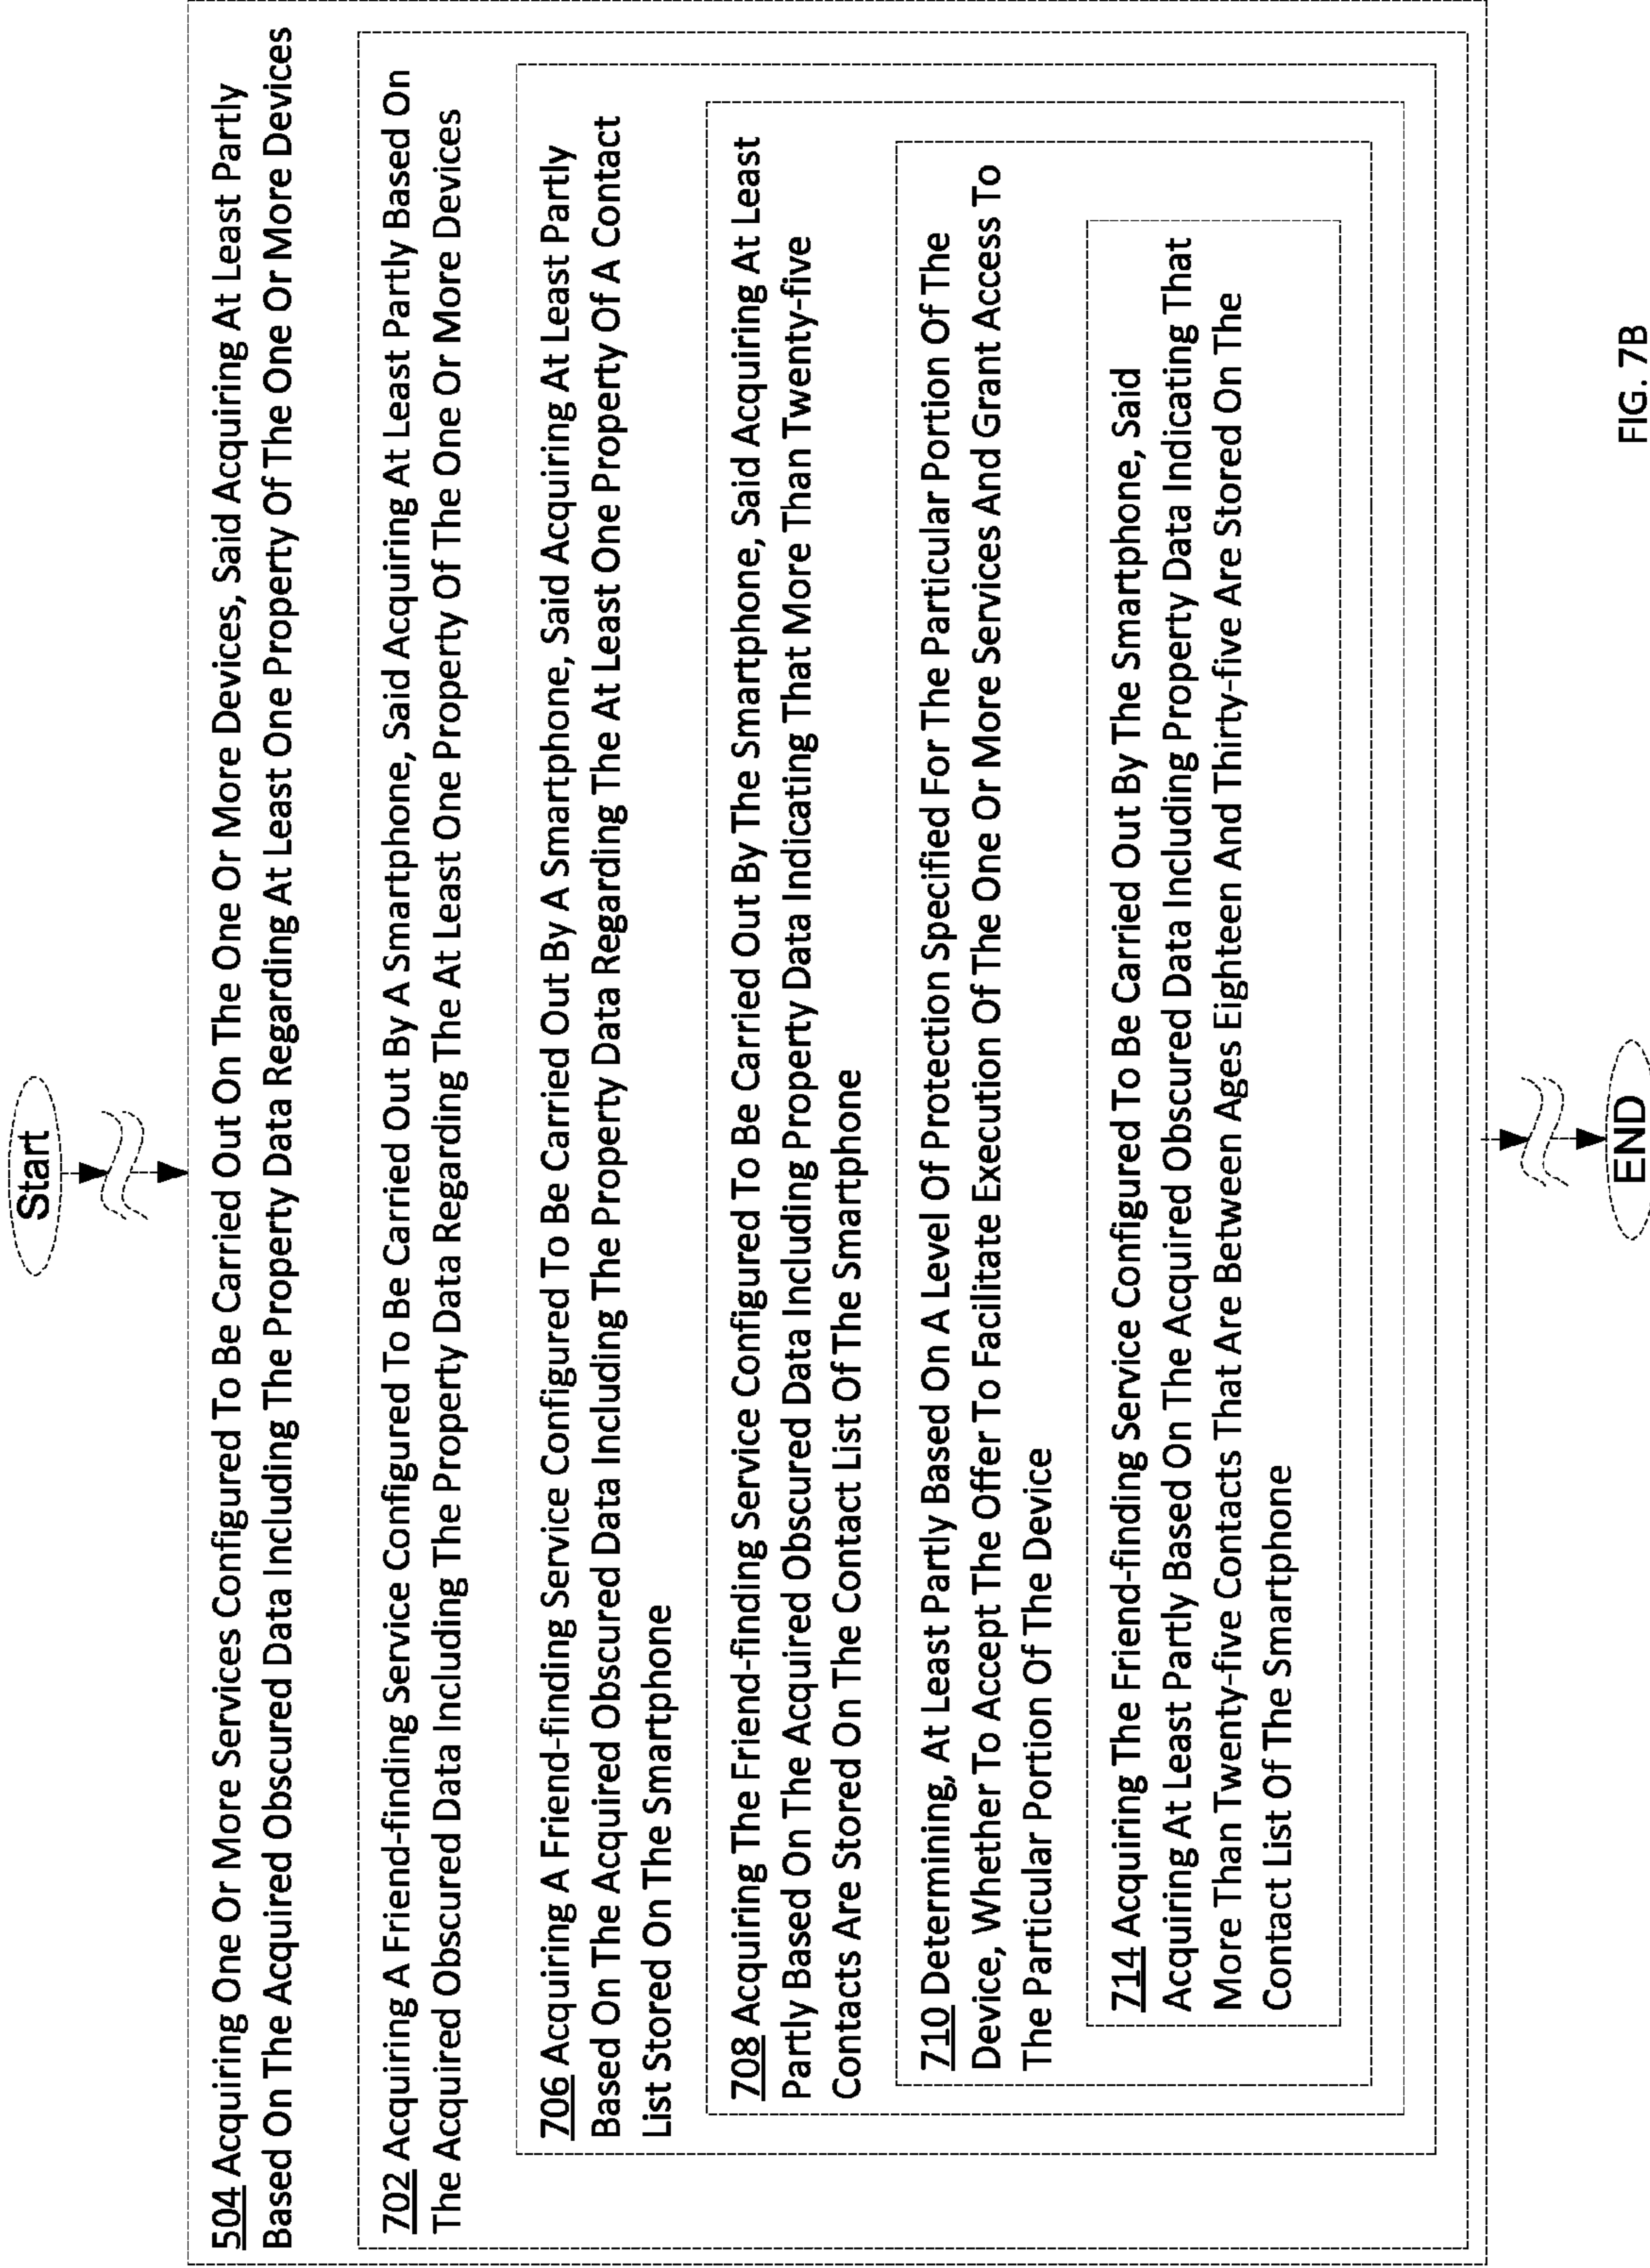 Start
504 Acquiring One Or More Services Configured To Be Carried Out On The One Or More Devices, Said Acquiring At Least Partly
Based On The Acquired Obscured Data Including The Property Data Regarding At Least One Property Of The One Or More Devices
702 Acquiring A Friend-finding Service Configured To Be Carried Out By A Smartphone, Said Acquiring At Least Partly Based On
The Acquired Obscured Data Including The Property Data Regarding The At Least One Property Of The One Or More Devices
706 Acquiring A Friend-finding Service Configured To Be Carried Out By A Smartphone, Said Acquiring At Least Partly
Based On The Acquired Obscured Data Including The Property Data Regarding The At Least One Property Of A Contact
List Stored On The Smartphone
708 Acquiring The Friend-finding Service Configured To Be Carried Out By The Smartphone, Said Acquiring At Least
Partly Based On The Acquired Obscured Data Including Property Data Indicating That More Than Twenty-five
Contacts Are Stored On The Contact List Of The Smartphone
710 Determining, At Least Partly Based On A Level Of Protection Specified For The Particular Portion Of The
Device, Whether To Accept The Offer To Facilitate Execution Of The One Or More Services And Grant Access To
The Particular Portion Of The Device
714 Acquiring The Friend-finding Service Configured To Be Carried Out By The Smartphone, Said
Acquiring At Least Partly Based On The Acquired Obscured Data Including Property Data Indicating That
More Than Twenty-five Contacts That Are Between Ages Eighteen And Thirty-five Are Stored On The
Contact List Of The Smartphone
END
FIG. 7B